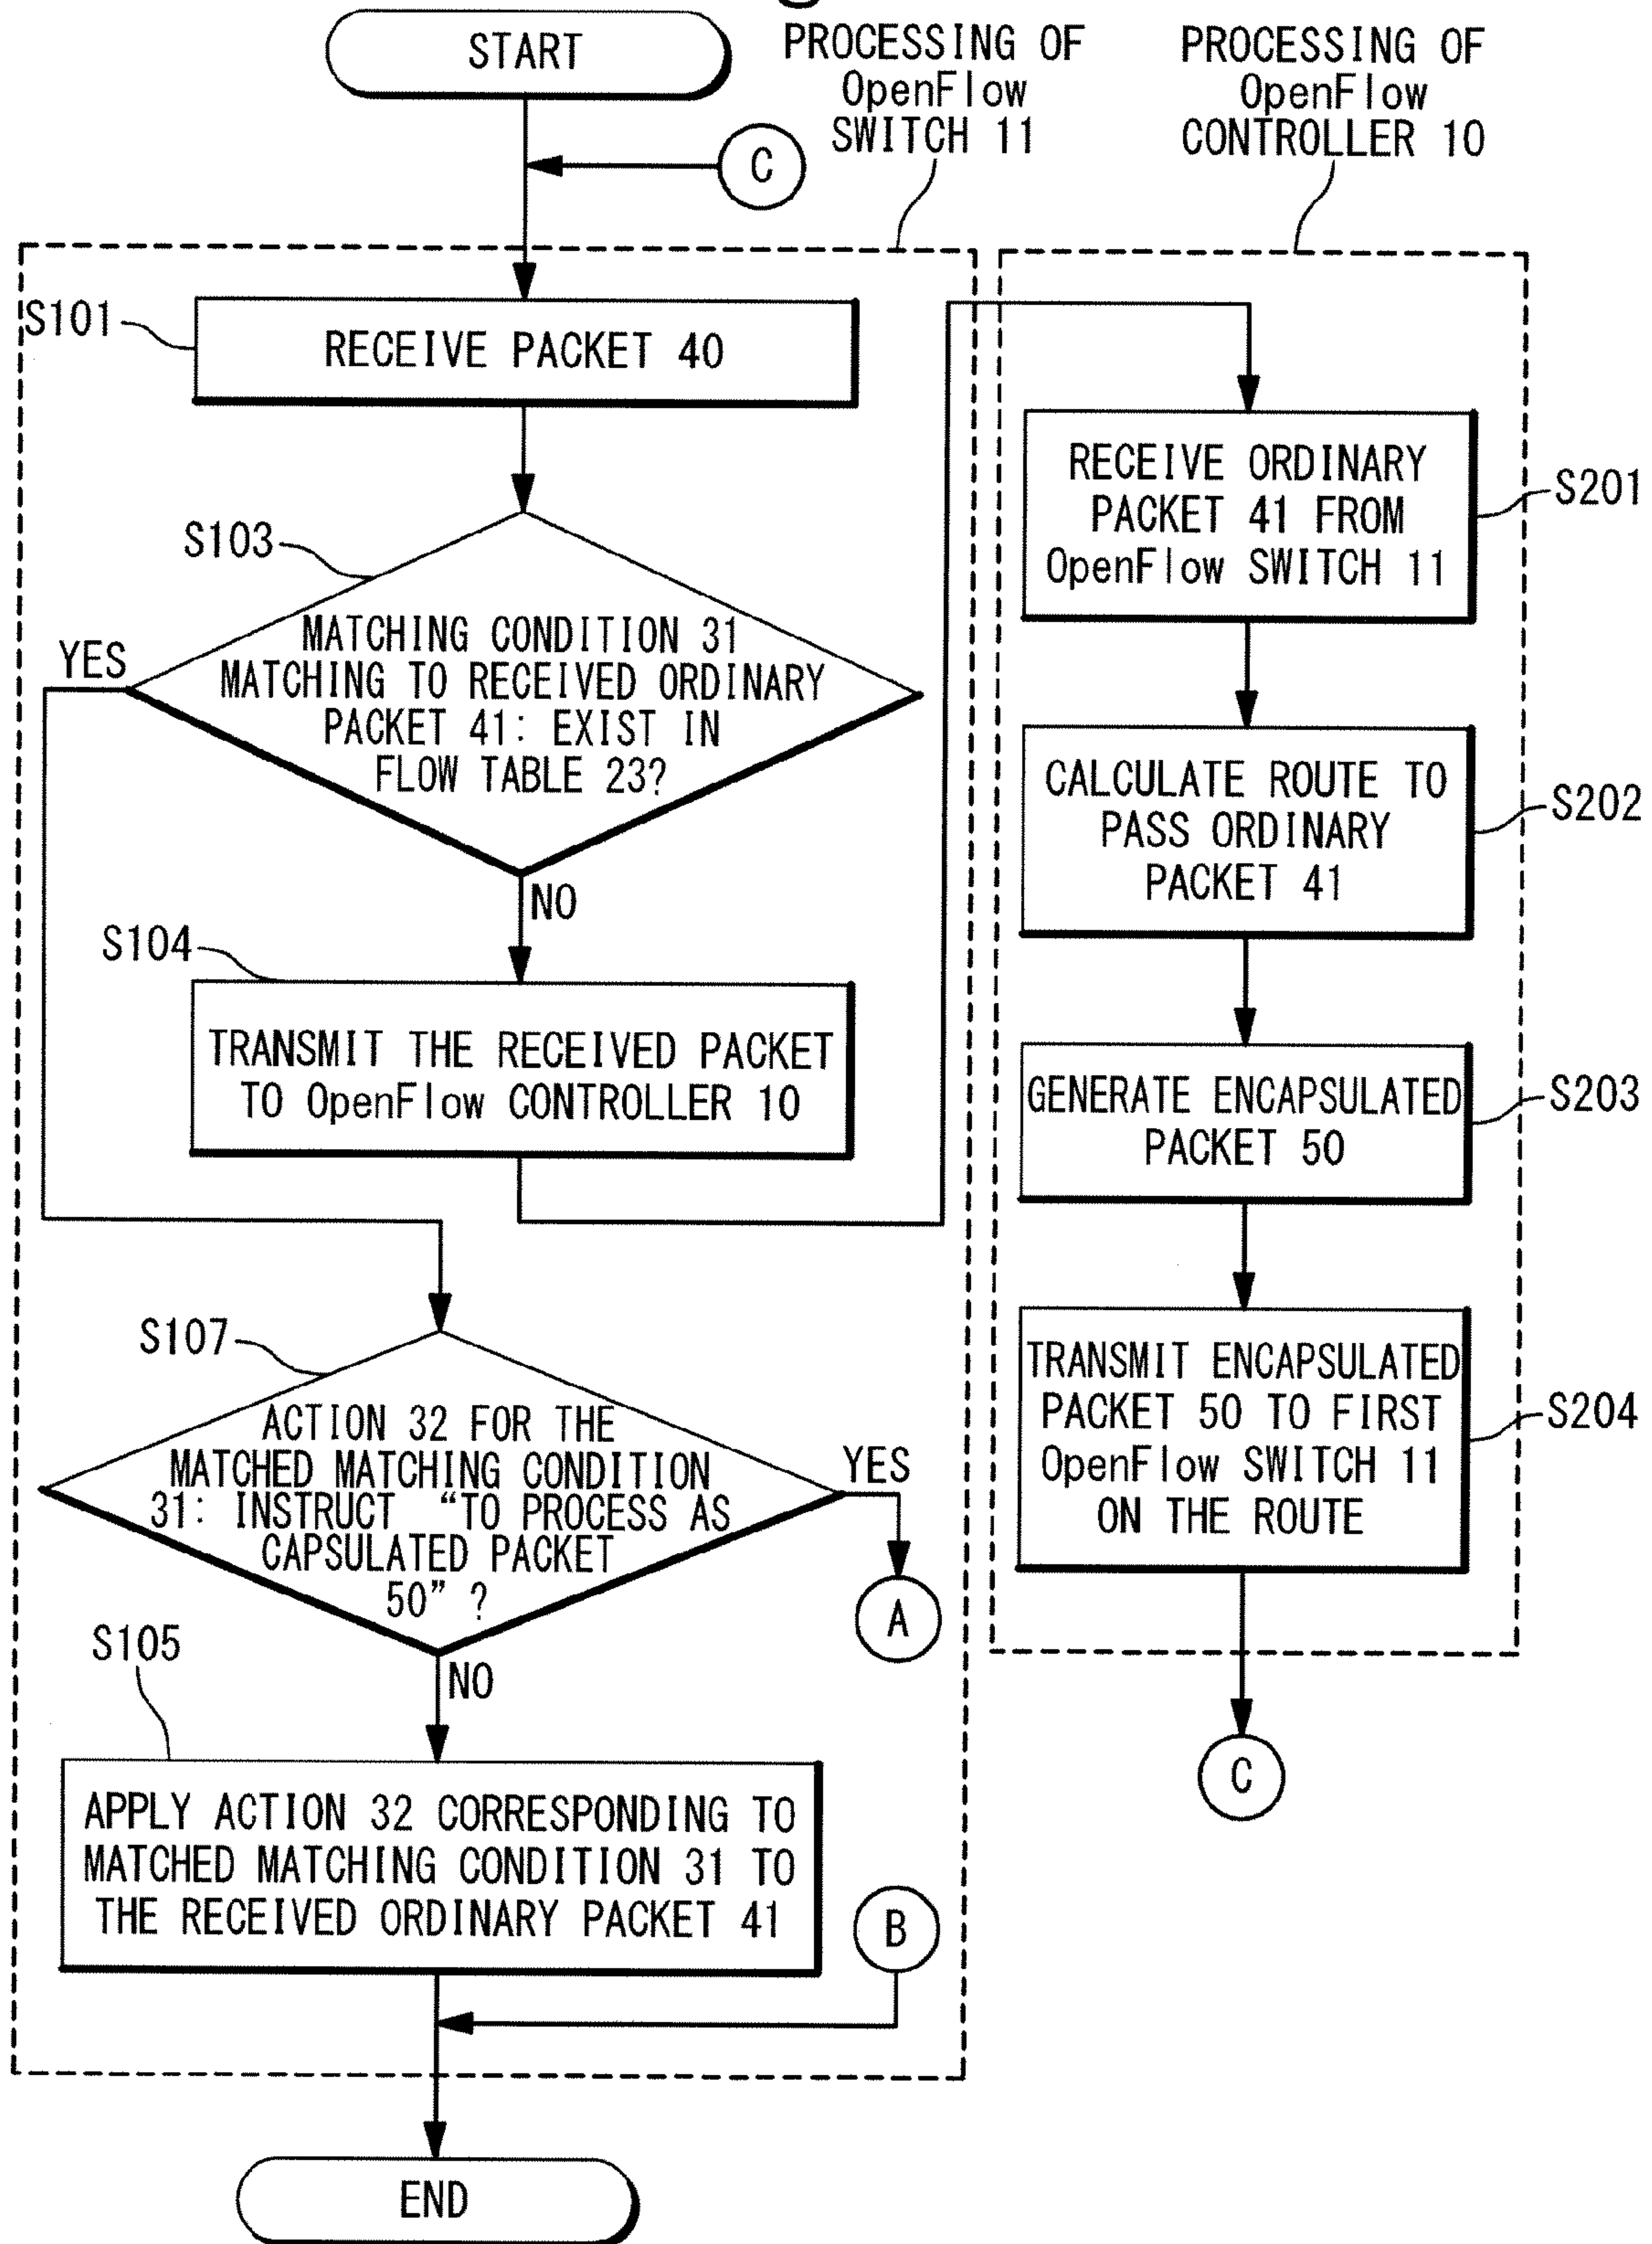 START
PROCESSING OF
OpenFlow
SWITCH 11
PROCESSING OF
OpenFlow
CONTROLLER 10
C
S101
RECEIVE PACKET 40
S103
YES
MATCHING CONDITION 31
MATCHING TO RECEIVED ORDINARY
PACKET 41: EXIST IN
FLOW TABLE 23?
NO
S104
TRANSMIT THE RECEIVED PACKET
TO OpenFlow CONTROLLER 10
S107
ACTION 32 FOR THE
MATCHED MATCHING CONDITION
31: INSTRUCT “TO PROCESS AS
CAPSULATED PACKET
50” ?
YES
A
NO
S105
APPLY ACTION 32 CORRESPONDING TO
MATCHED MATCHING CONDITION 31 TO
THE RECEIVED ORDINARY PACKET 41
B
END
RECEIVE ORDINARY
PACKET 41 FROM
OpenFlow SWITCH 11
S201
CALCULATE ROUTE TO
PASS ORDINARY
PACKET 41
S202
GENERATE ENCAPSULATED
PACKET 50
S203
TRANSMIT ENCAPSULATED
PACKET 50 TO FIRST
OpenFlow SWITCH 11
ON THE ROUTE
S204
C